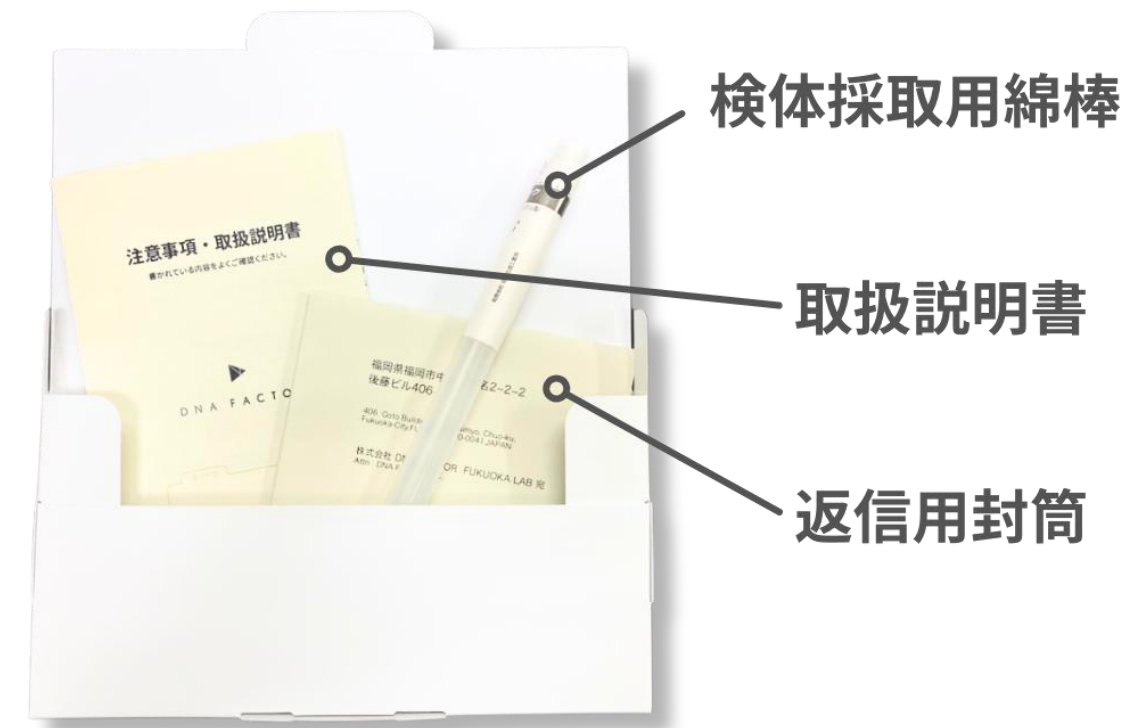 検体採取用綿棒
取扱説明書
返信用封筒
注意事項・取扱説明書
書かれている内容をよくご確認ください。
DNA FACTO
福岡県福岡市中 名2-2-2
後藤ビル406
406 Goto Buildi
Fukuoka-City,FU 0-0041 JAPAN
株式会社 DN OR FUKUOKA LAB 宛
Attn : DNA F